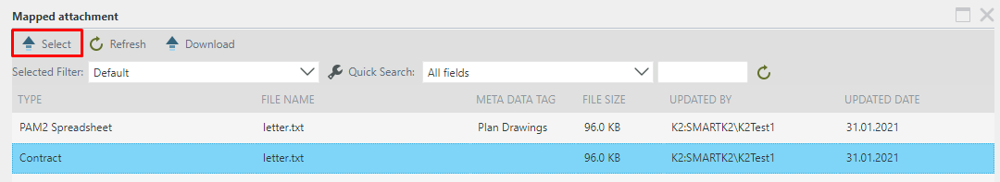 Mapped attachment
Select Refresh Download
Selected Filter: Default Quick Search: All fields
TYPE FILE NAME META DATA TAG FILE SIZE UPDATED BY UPDATED DATE
PAM2 Spreadsheet letter.txt Plan Drawings 96.0 KB K2:SMARTK2\K2Test1 31.01.2021
Contract letter.txt 96.0 KB K2:SMARTK2\K2Test1 31.01.2021